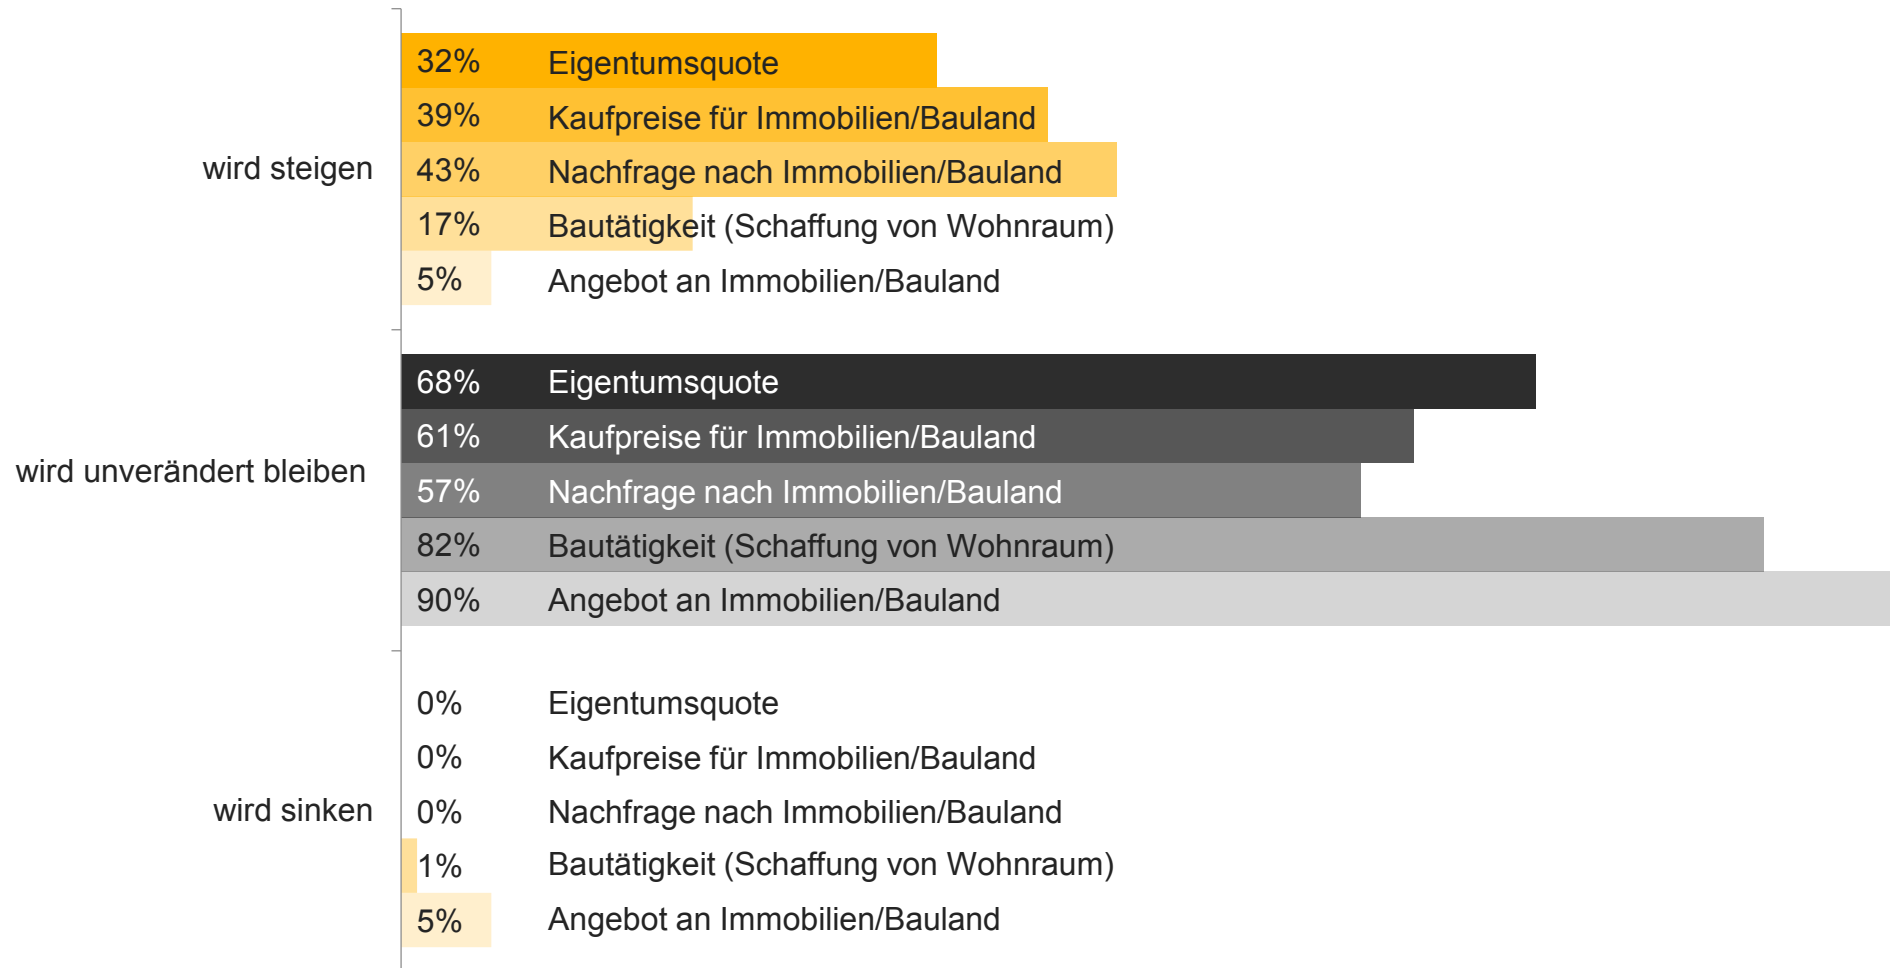 32% Eigentumsquote
39% Kaufpreise für Immobilien/Bauland
wird steigen 43% Nachfrage nach Immobilien/Bauland
17% Bautätigkeit (Schaffung von Wohnraum)
5% Angebot an Immobilien/Bauland
68% Eigentumsquote
61% Kaufpreise für Immobilien/Bauland
wird unverändert bleiben 57% Nachfrage nach Immobilien/Bauland
82% Bautätigkeit (Schaffung von Wohnraum)
90% Angebot an Immobilien/Bauland
0% Eigentumsquote
0% Kaufpreise für Immobilien/Bauland
wird sinken 0% Nachfrage nach Immobilien/Bauland
1% Bautätigkeit (Schaffung von Wohnraum)
5% Angebot an Immobilien/Bauland